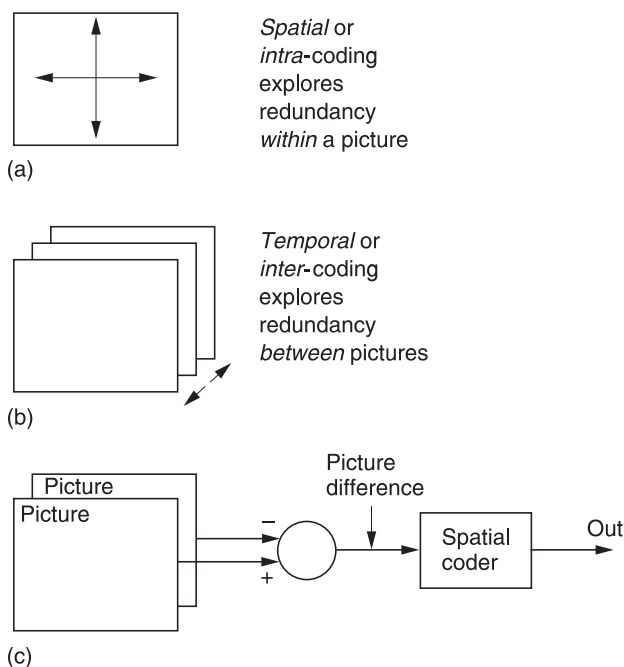 Spatial or
intra-coding
explores
redundancy
within a picture
(a)
Temporal or
inter-coding
explores
redundancy
between pictures
(b)
Picture
difference
Picture
Picture
−
+
Spatial
coder
Out
(c)